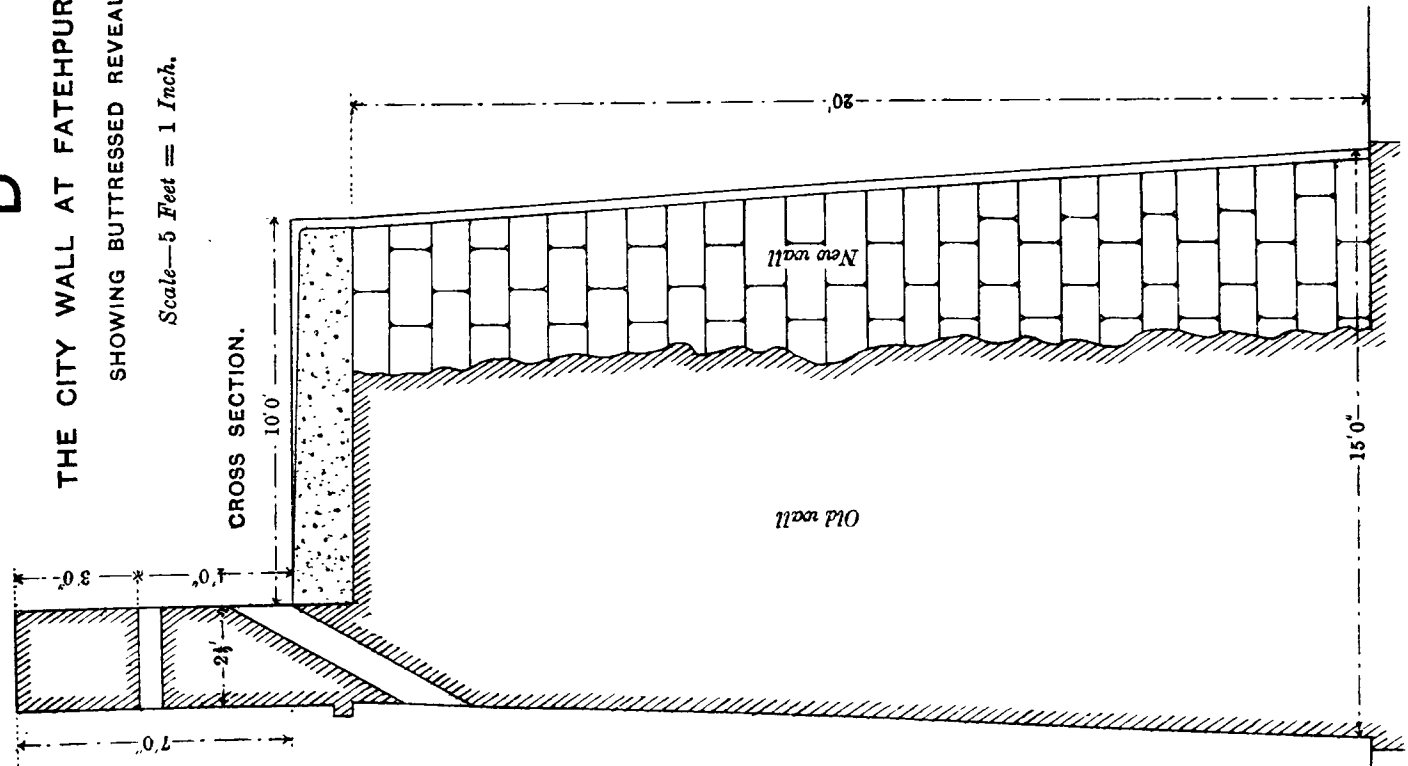 THE CITY WALL AT FATEHPUR
SHOWING BUTTRESSED REVEAL
Scale—5 Feet = 1 Inch.
CROSS SECTION.
10'0'
20'
3'0"
4'0"
2½'
7'0"
New wall
Old wall
15'0"